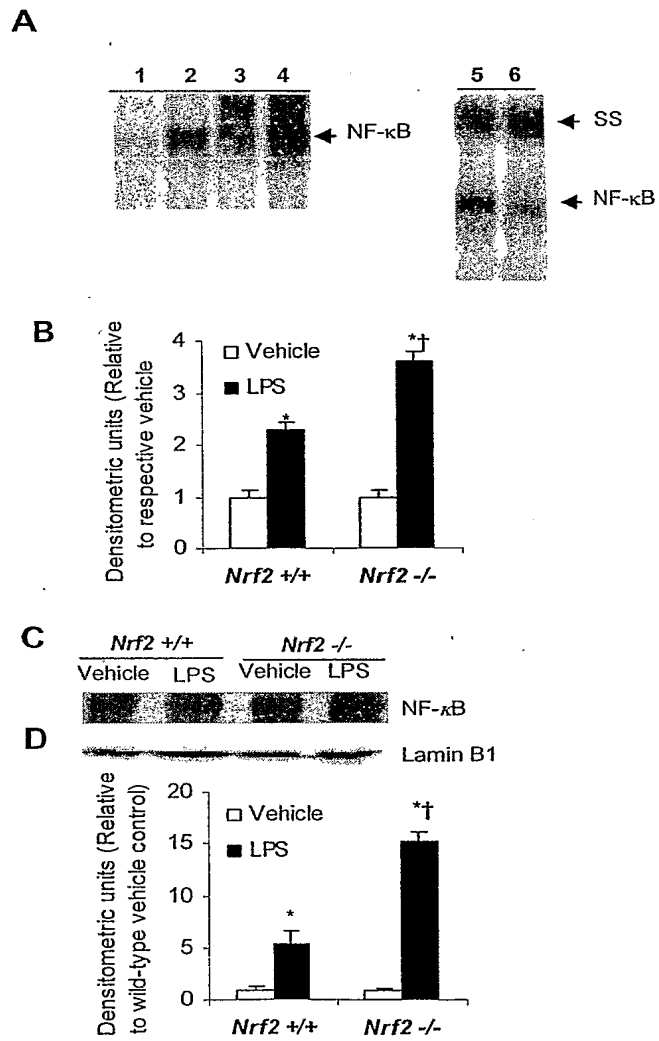 A
1 2 3 4
NF-κB
5 6
SS
NF-κB
B
Densitometric units (Relative
to respective vehicle
4
3
2
1
0
Vehicle
LPS
*
*†
Nrf2 +/+
Nrf2 -/-
C
Nrf2 +/+ Nrf2 -/-
Vehicle LPS Vehicle LPS
NF-κB
Lamin B1
D
Densitometric units (Relative
to wild-type vehicle control)
20
15
10
5
0
Vehicle
LPS
*
*†
Nrf2 +/+
Nrf2 -/-